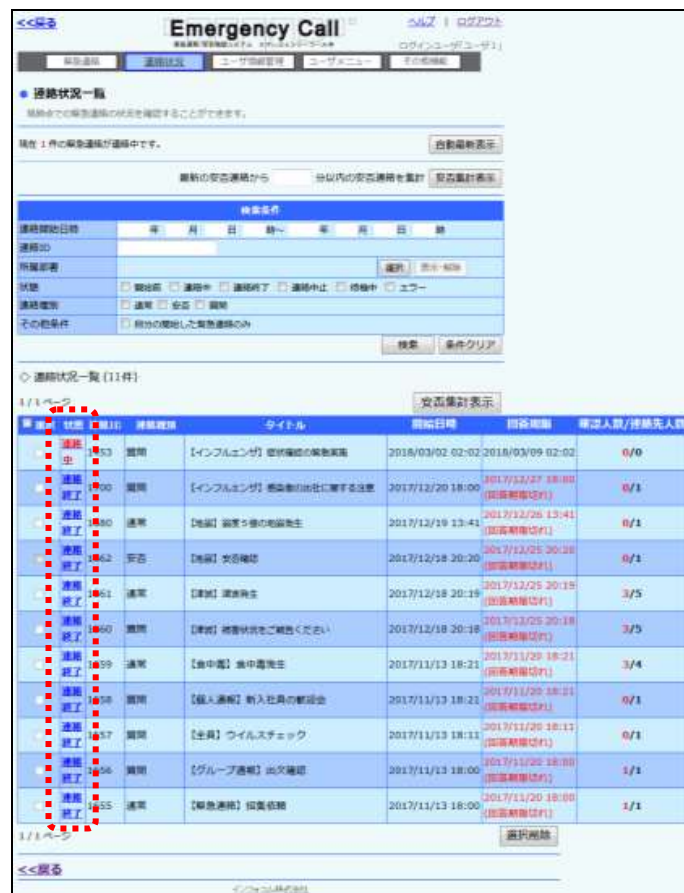 <<戻る
Emergency Call
ヘルプ | ログアウト
ログインユーザ「ユーザ1」
緊急連絡 連絡状況 ユーザ情報管理 ユーザメニュー その他機能
● 連絡状況一覧
現在 1 件の緊急連絡が連絡中です。
自動最新表示
最新の安否連絡から 分以内の安否連絡を集計 安否集計表示
検索条件
連絡開始日時 年 月 日 時～ 年 月 日 時
連絡ID
所属部署 選択 表示・解除
状態 開始前 連絡中 連絡終了 連絡中止 待機中 エラー
連絡種別 通常 安否 質問
その他条件 自分の開始した緊急連絡のみ
検索 条件クリア
◇ 連絡状況一覧 (11件)
1/1 ページ
安否集計表示
状態 連絡種別 タイトル 開始日時 回答期限 確認人数/連絡先人数
連絡中 質問 【インフルエンザ】症状確認の緊急実施 2018/03/02 02:02 2018/03/09 02:02 0/0
連絡終了 質問 【インフルエンザ】感染者の出社に関する注意 2017/12/20 18:00 2017/12/27 18:00 (回答期限切れ) 0/1
連絡終了 通常 【地震】震度５強の地震発生 2017/12/19 13:41 2017/12/26 13:41 (回答期限切れ) 0/1
連絡終了 安否 【地震】安否確認 2017/12/18 20:20 2017/12/25 20:20 (回答期限切れ) 0/1
連絡終了 通常 【津波】津波発生 2017/12/18 20:19 2017/12/25 20:19 (回答期限切れ) 3/5
連絡終了 質問 【津波】被害状況をご報告ください 2017/12/18 20:18 2017/12/25 20:18 (回答期限切れ) 3/5
連絡終了 通常 【食中毒】食中毒発生 2017/11/13 18:21 2017/11/20 18:21 (回答期限切れ) 3/4
連絡終了 質問 【個人通報】新入社員の歓迎会 2017/11/13 18:21 2017/11/20 18:21 (回答期限切れ) 0/1
連絡終了 質問 【全員】ウイルスチェック 2017/11/13 18:11 2017/11/20 18:11 (回答期限切れ) 0/1
連絡終了 質問 【グループ通報】出欠確認 2017/11/13 18:00 2017/11/20 18:00 (回答期限切れ) 1/1
連絡終了 通常 【緊急連絡】招集依頼 2017/11/13 18:00 2017/11/20 18:00 (回答期限切れ) 1/1
1/1 ページ
選択削除
<<戻る
インフォコム株式会社